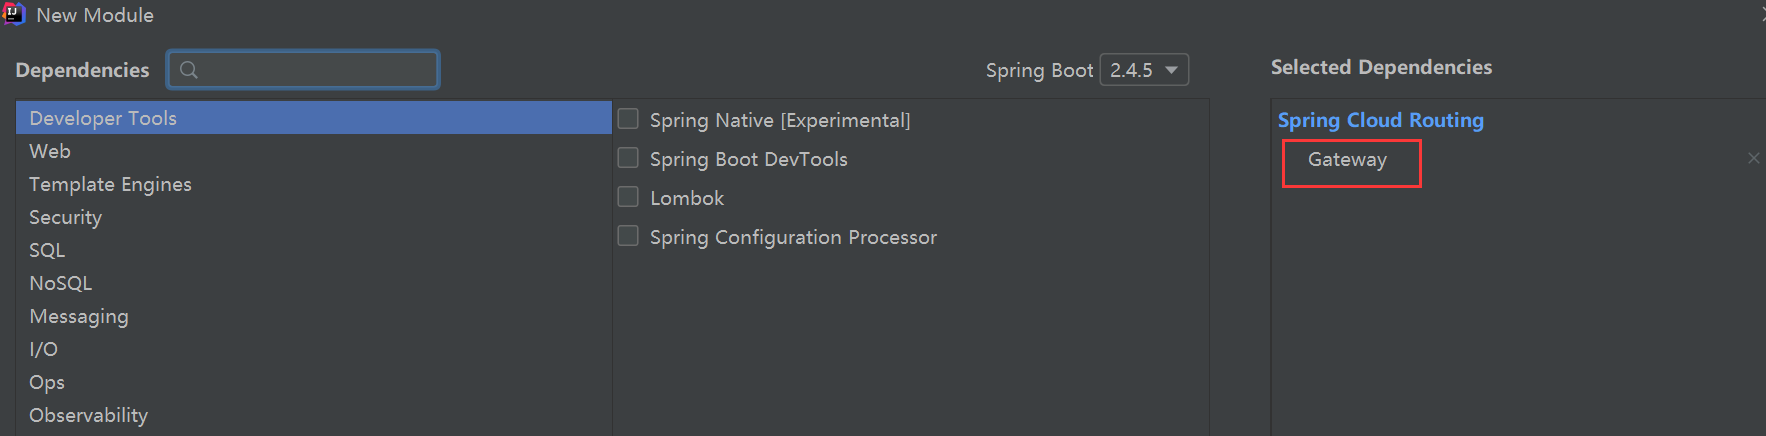 New Module
Dependencies
Spring Boot 2.4.5
Selected Dependencies
Developer Tools
Web
Template Engines
Security
SQL
NoSQL
Messaging
I/O
Ops
Observability
Spring Native [Experimental]
Spring Boot DevTools
Lombok
Spring Configuration Processor
Spring Cloud Routing
Gateway